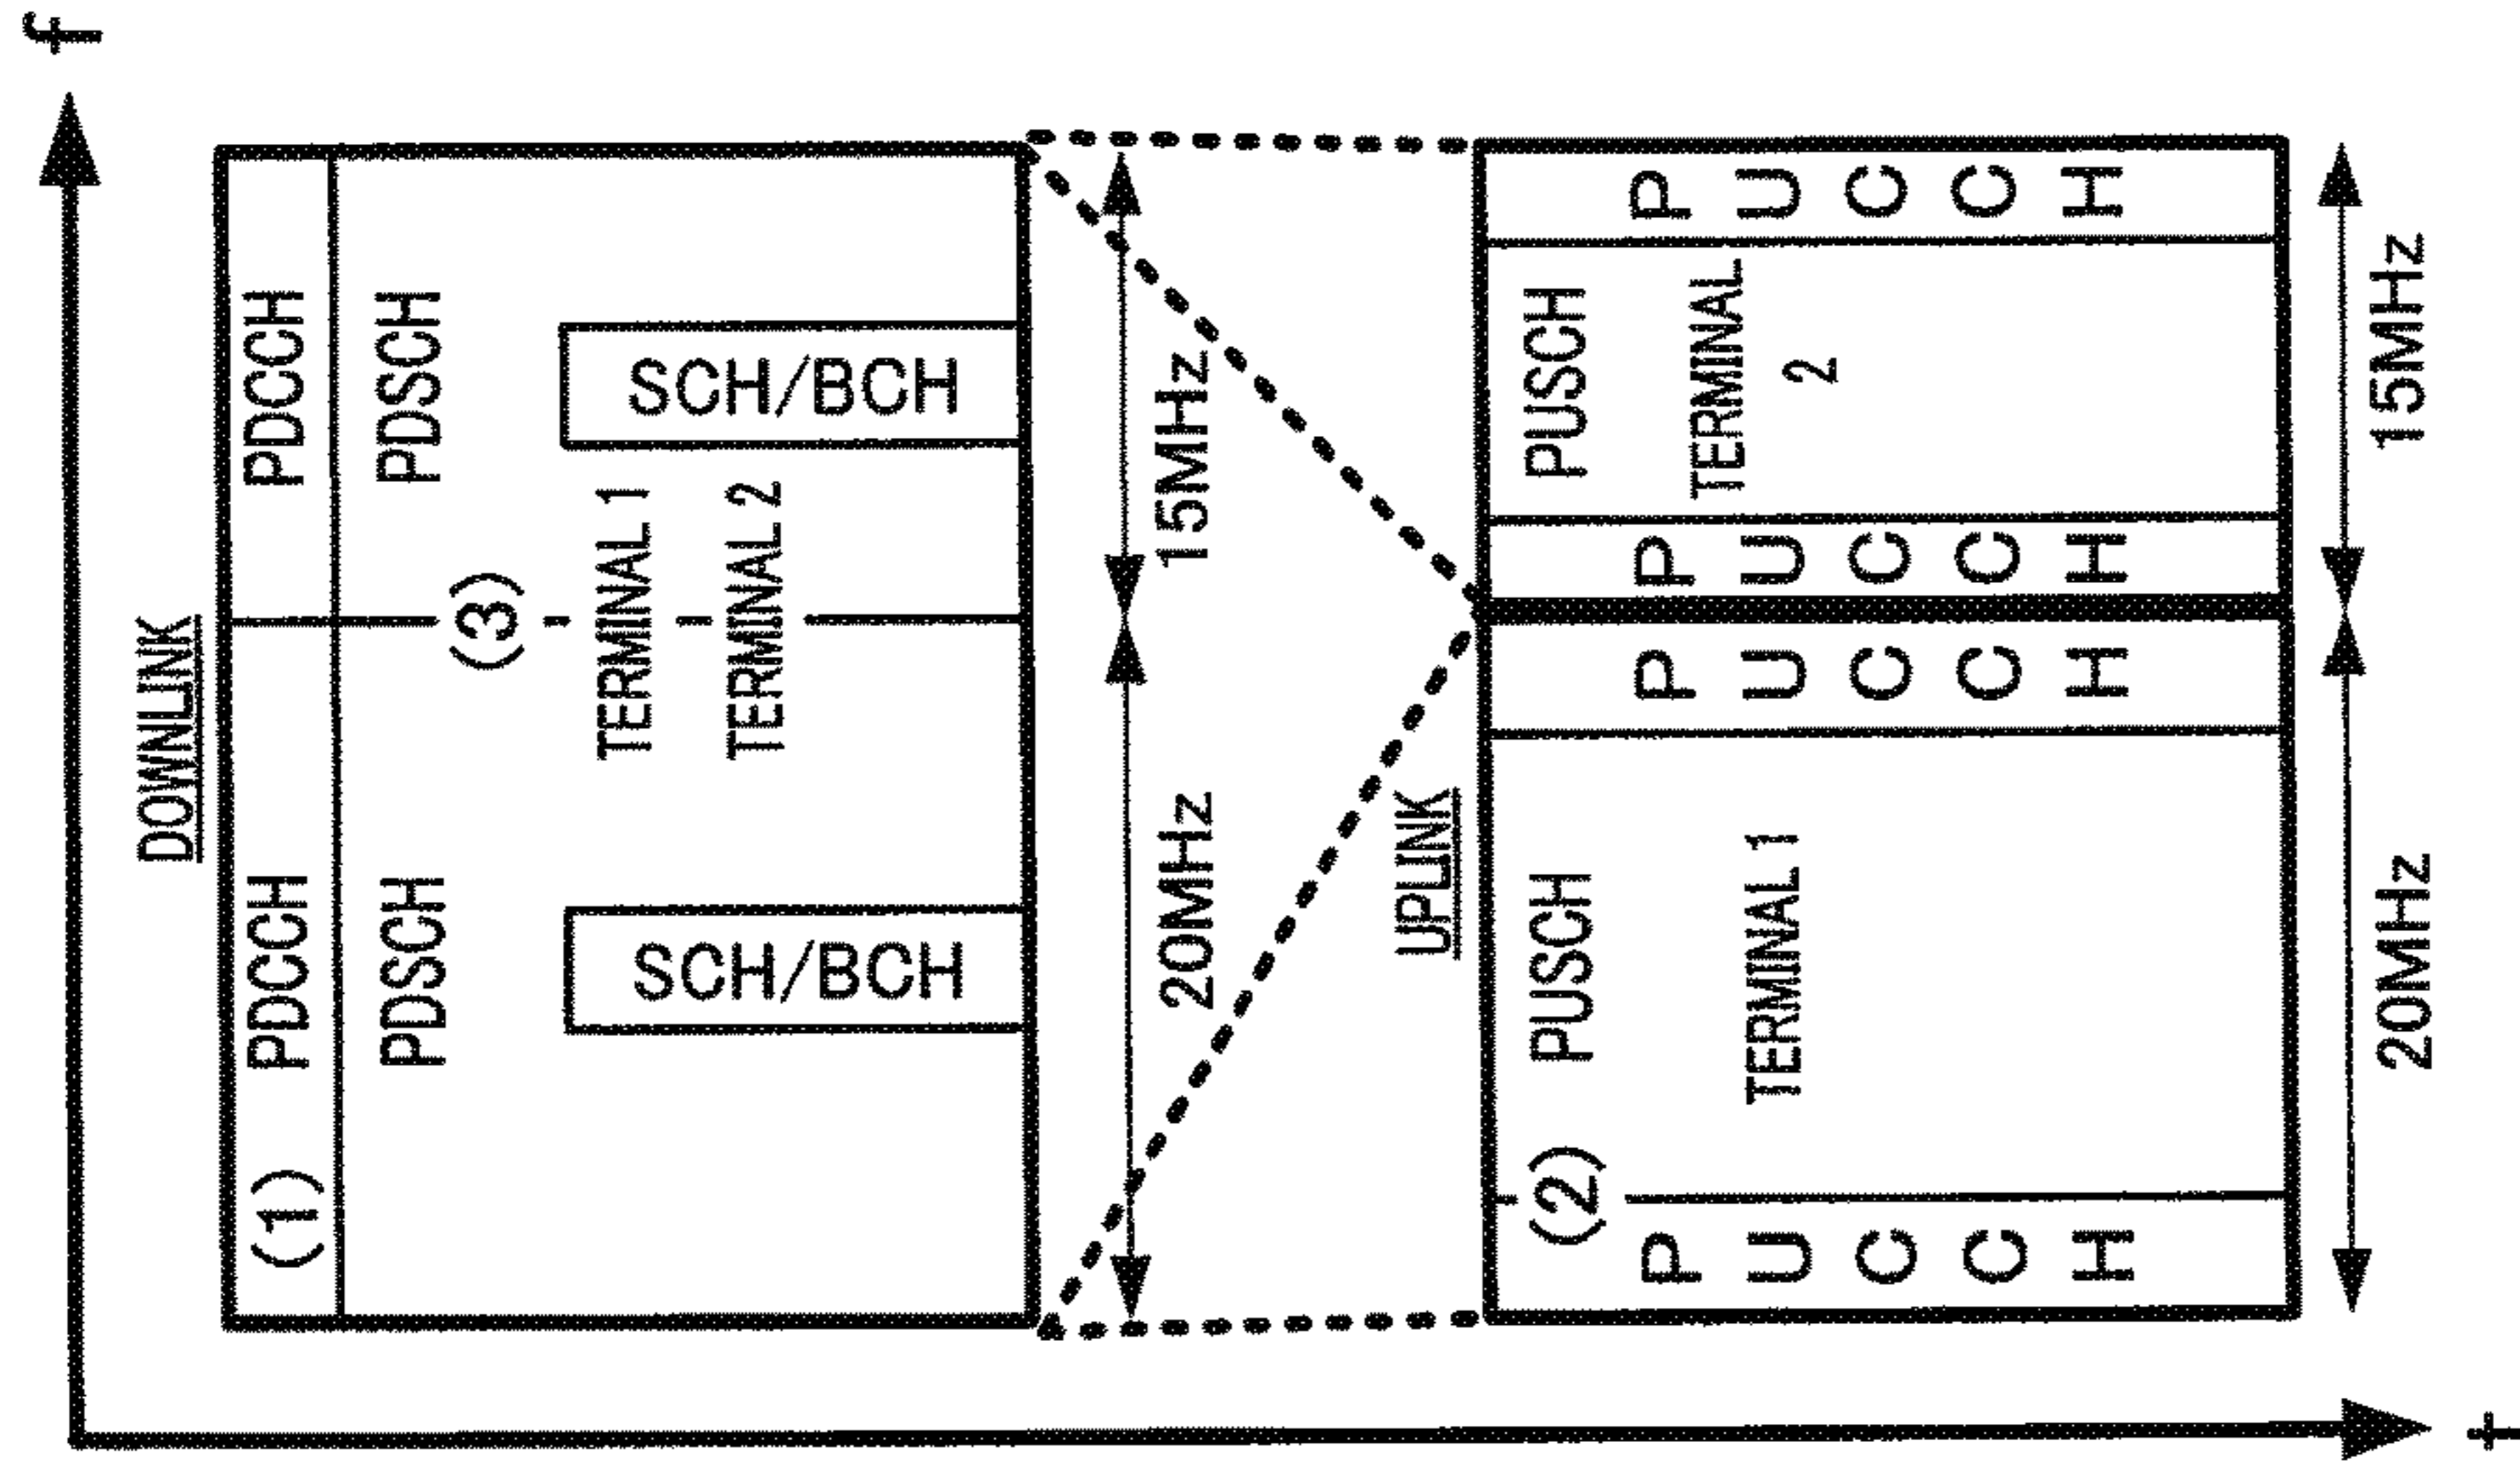 f
DOWNLINK
(1)
PDCCH
PDCCH
PDSCH
PDSCH
(3)
TERMINAL 1
TERMINAL 2
SCH/BCH
SCH/BCH
20MHz
15MHz
UPLINK
(2)
PUSCH
PUSCH
PUCCH
TERMINAL 1
PUCCH
PUCCH
TERMINAL
2
PUCCH
20MHz
15MHz
t